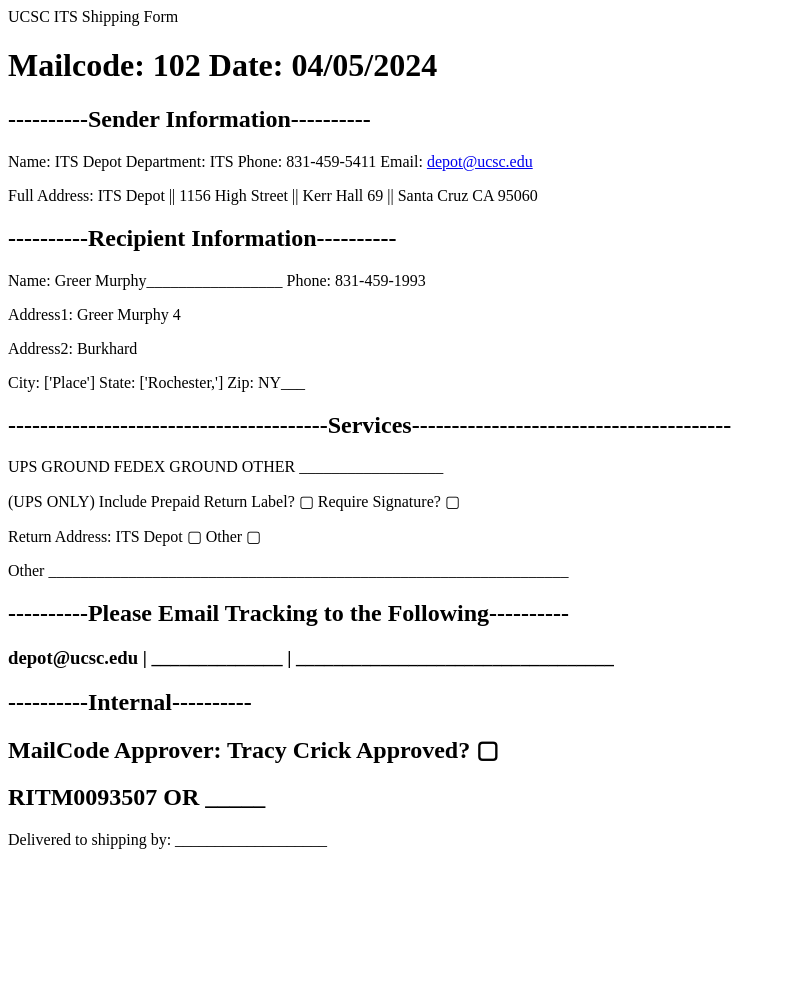 UCSC ITS Shipping Form
Mailcode: 102 Date: 04/05/2024
----------Sender Information----------
Name: ITS Depot Department: ITS Phone: 831-459-5411 Email: depot@ucsc.edu
Full Address: ITS Depot || 1156 High Street || Kerr Hall 69 || Santa Cruz CA 95060
----------Recipient Information----------
Name: Greer Murphy_________________ Phone: 831-459-1993
Address1: Greer Murphy 4
Address2: Burkhard
City: ['Place'] State: ['Rochester,'] Zip: NY___
----------------------------------------Services----------------------------------------
UPS GROUND FEDEX GROUND OTHER __________________
(UPS ONLY) Include Prepaid Return Label? ▢ Require Signature? ▢
Return Address: ITS Depot ▢ Other ▢
Other _________________________________________________________________
----------Please Email Tracking to the Following----------
depot@ucsc.edu | ______________ | __________________________________
----------Internal----------
MailCode Approver: Tracy Crick Approved? ▢
RITM0093507 OR _____
Delivered to shipping by: ___________________